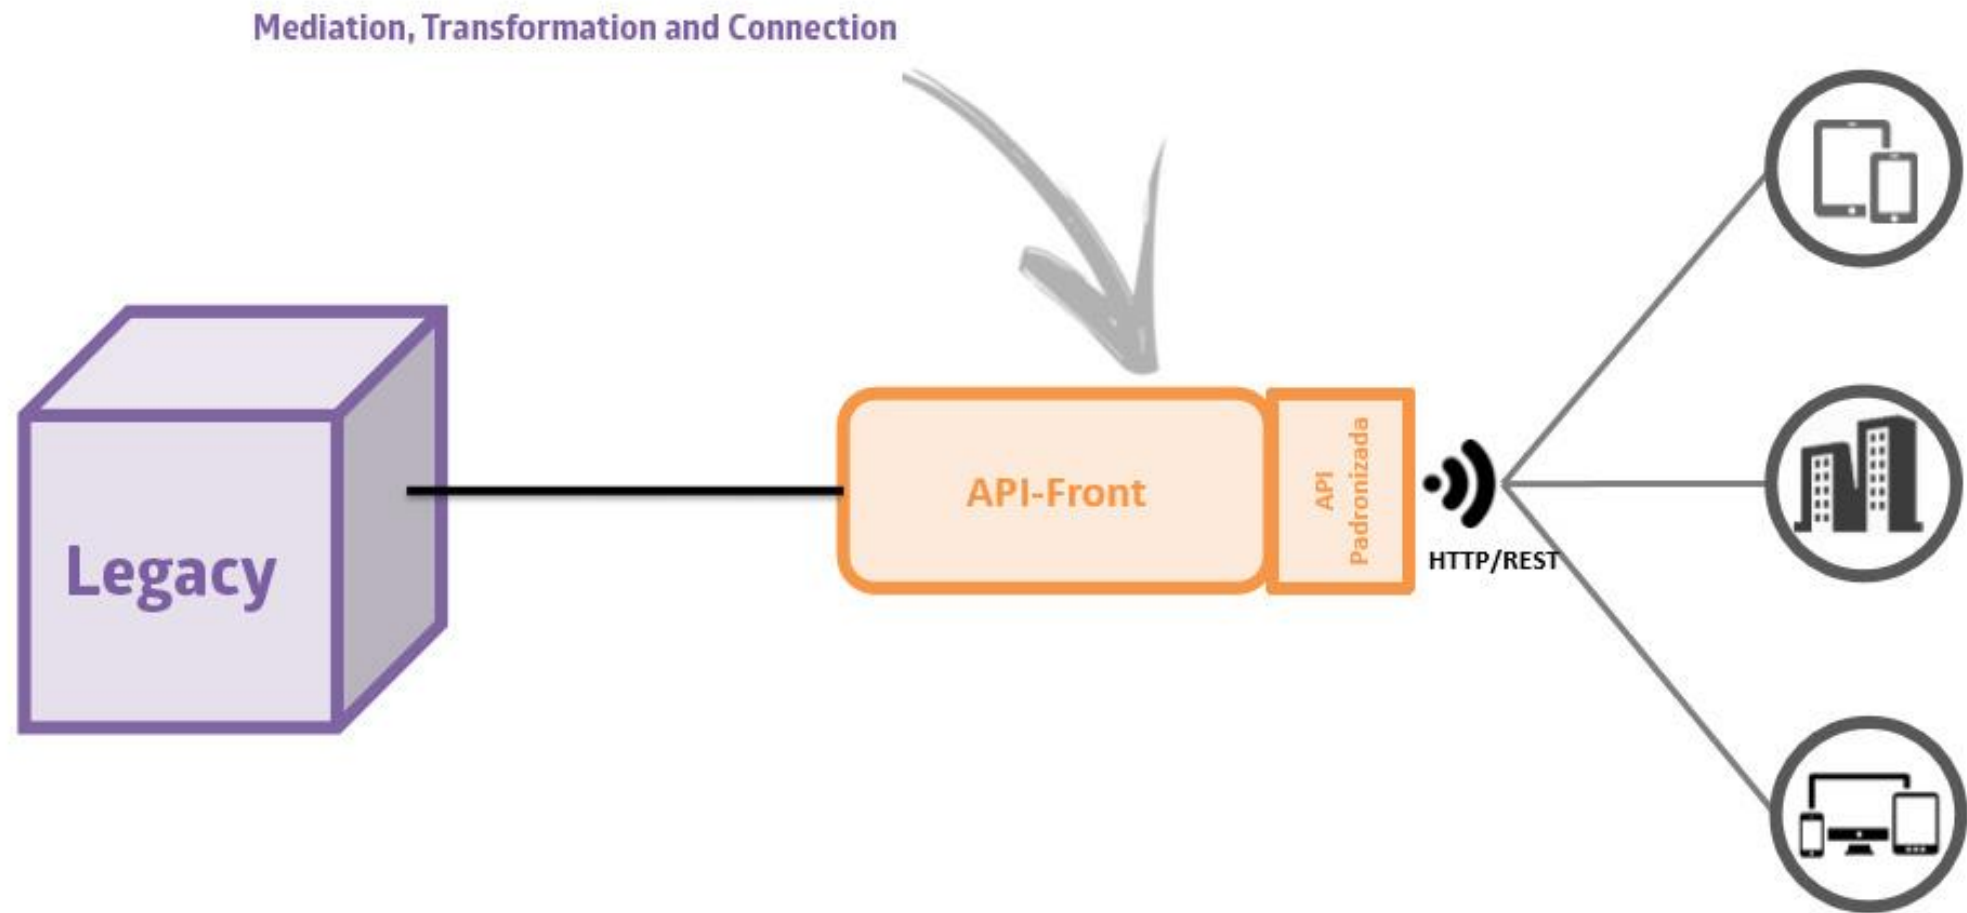 Mediation, Transformation and Connection
Legacy
API-Front
API
Padronizada
HTTP/REST